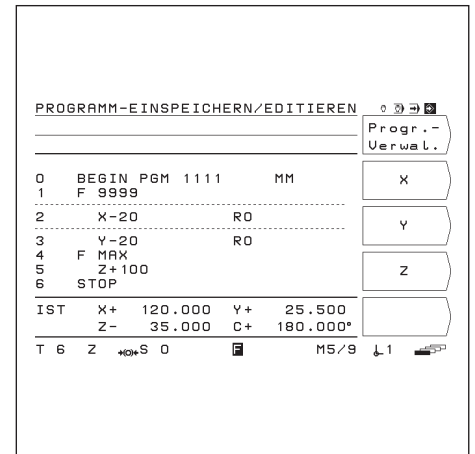 PROGRAMM-EINSPEICHERN/EDITIEREN
Progr.-
Verwal.
0 BEGIN PGM 1111 MM
1 F 9999
2 X-20 R0
3 Y-20 R0
4 F MAX
5 Z+100
6 STOP
X
Y
Z
IST X+ 120.000 Y+ 25.500
Z- 35.000 C+ 180.000°
T 6 Z S 0 F M5/9 1